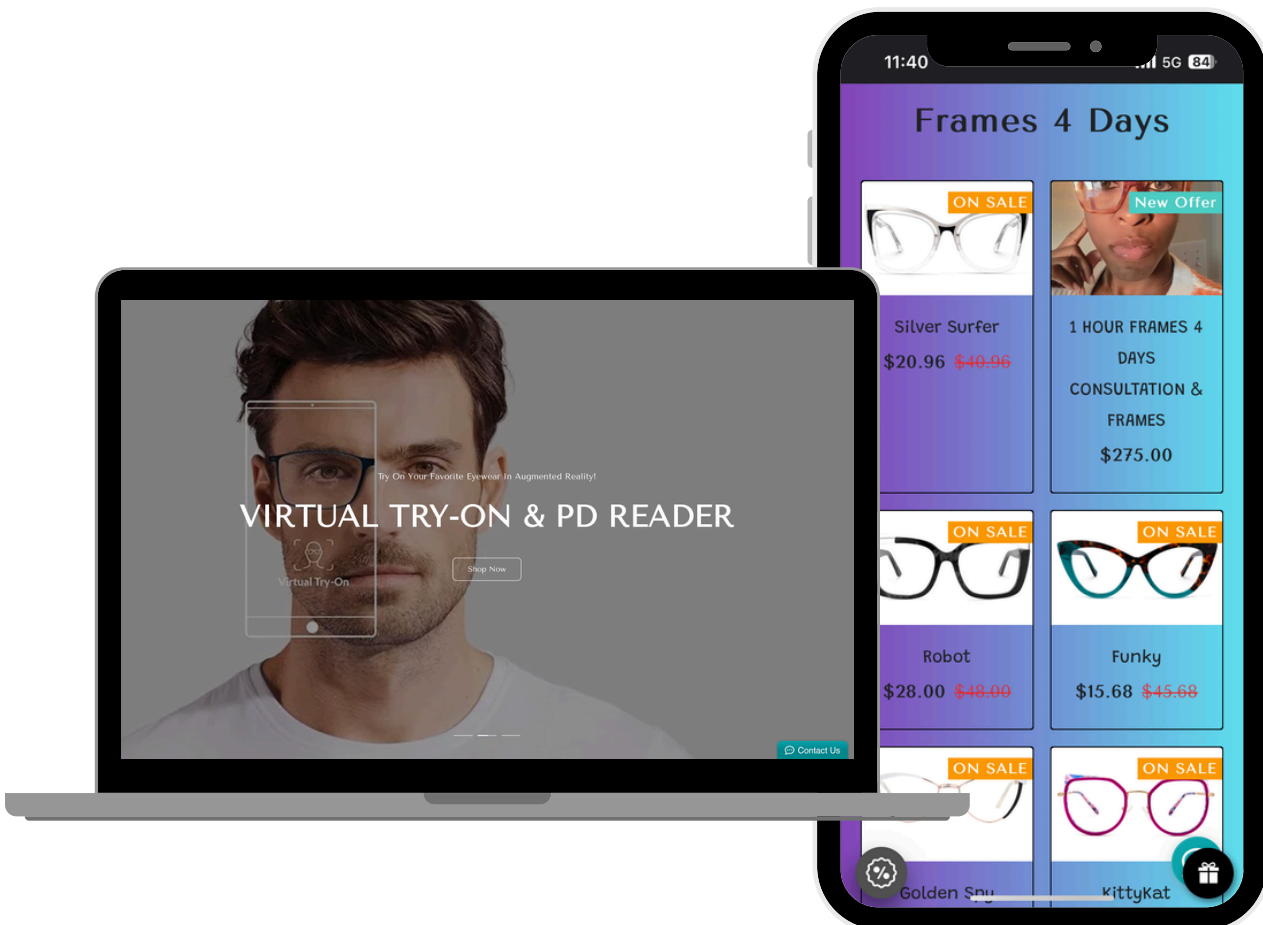 Try On Your Favorite Eyewear In Augmented Reality!
VIRTUAL TRY-ON & PD READER
Virtual Try-On
Shop Now
Contact Us
11:40
5G 84
Frames 4 Days
ON SALE
Silver Surfer
$20.96 $40.96
New Offer
1 HOUR FRAMES 4
DAYS
CONSULTATION &
FRAMES
$275.00
ON SALE
Robot
$28.00 $48.00
ON SALE
Funky
$15.68 $45.68
ON SALE
Golden Spy
ON SALE
KittyKat